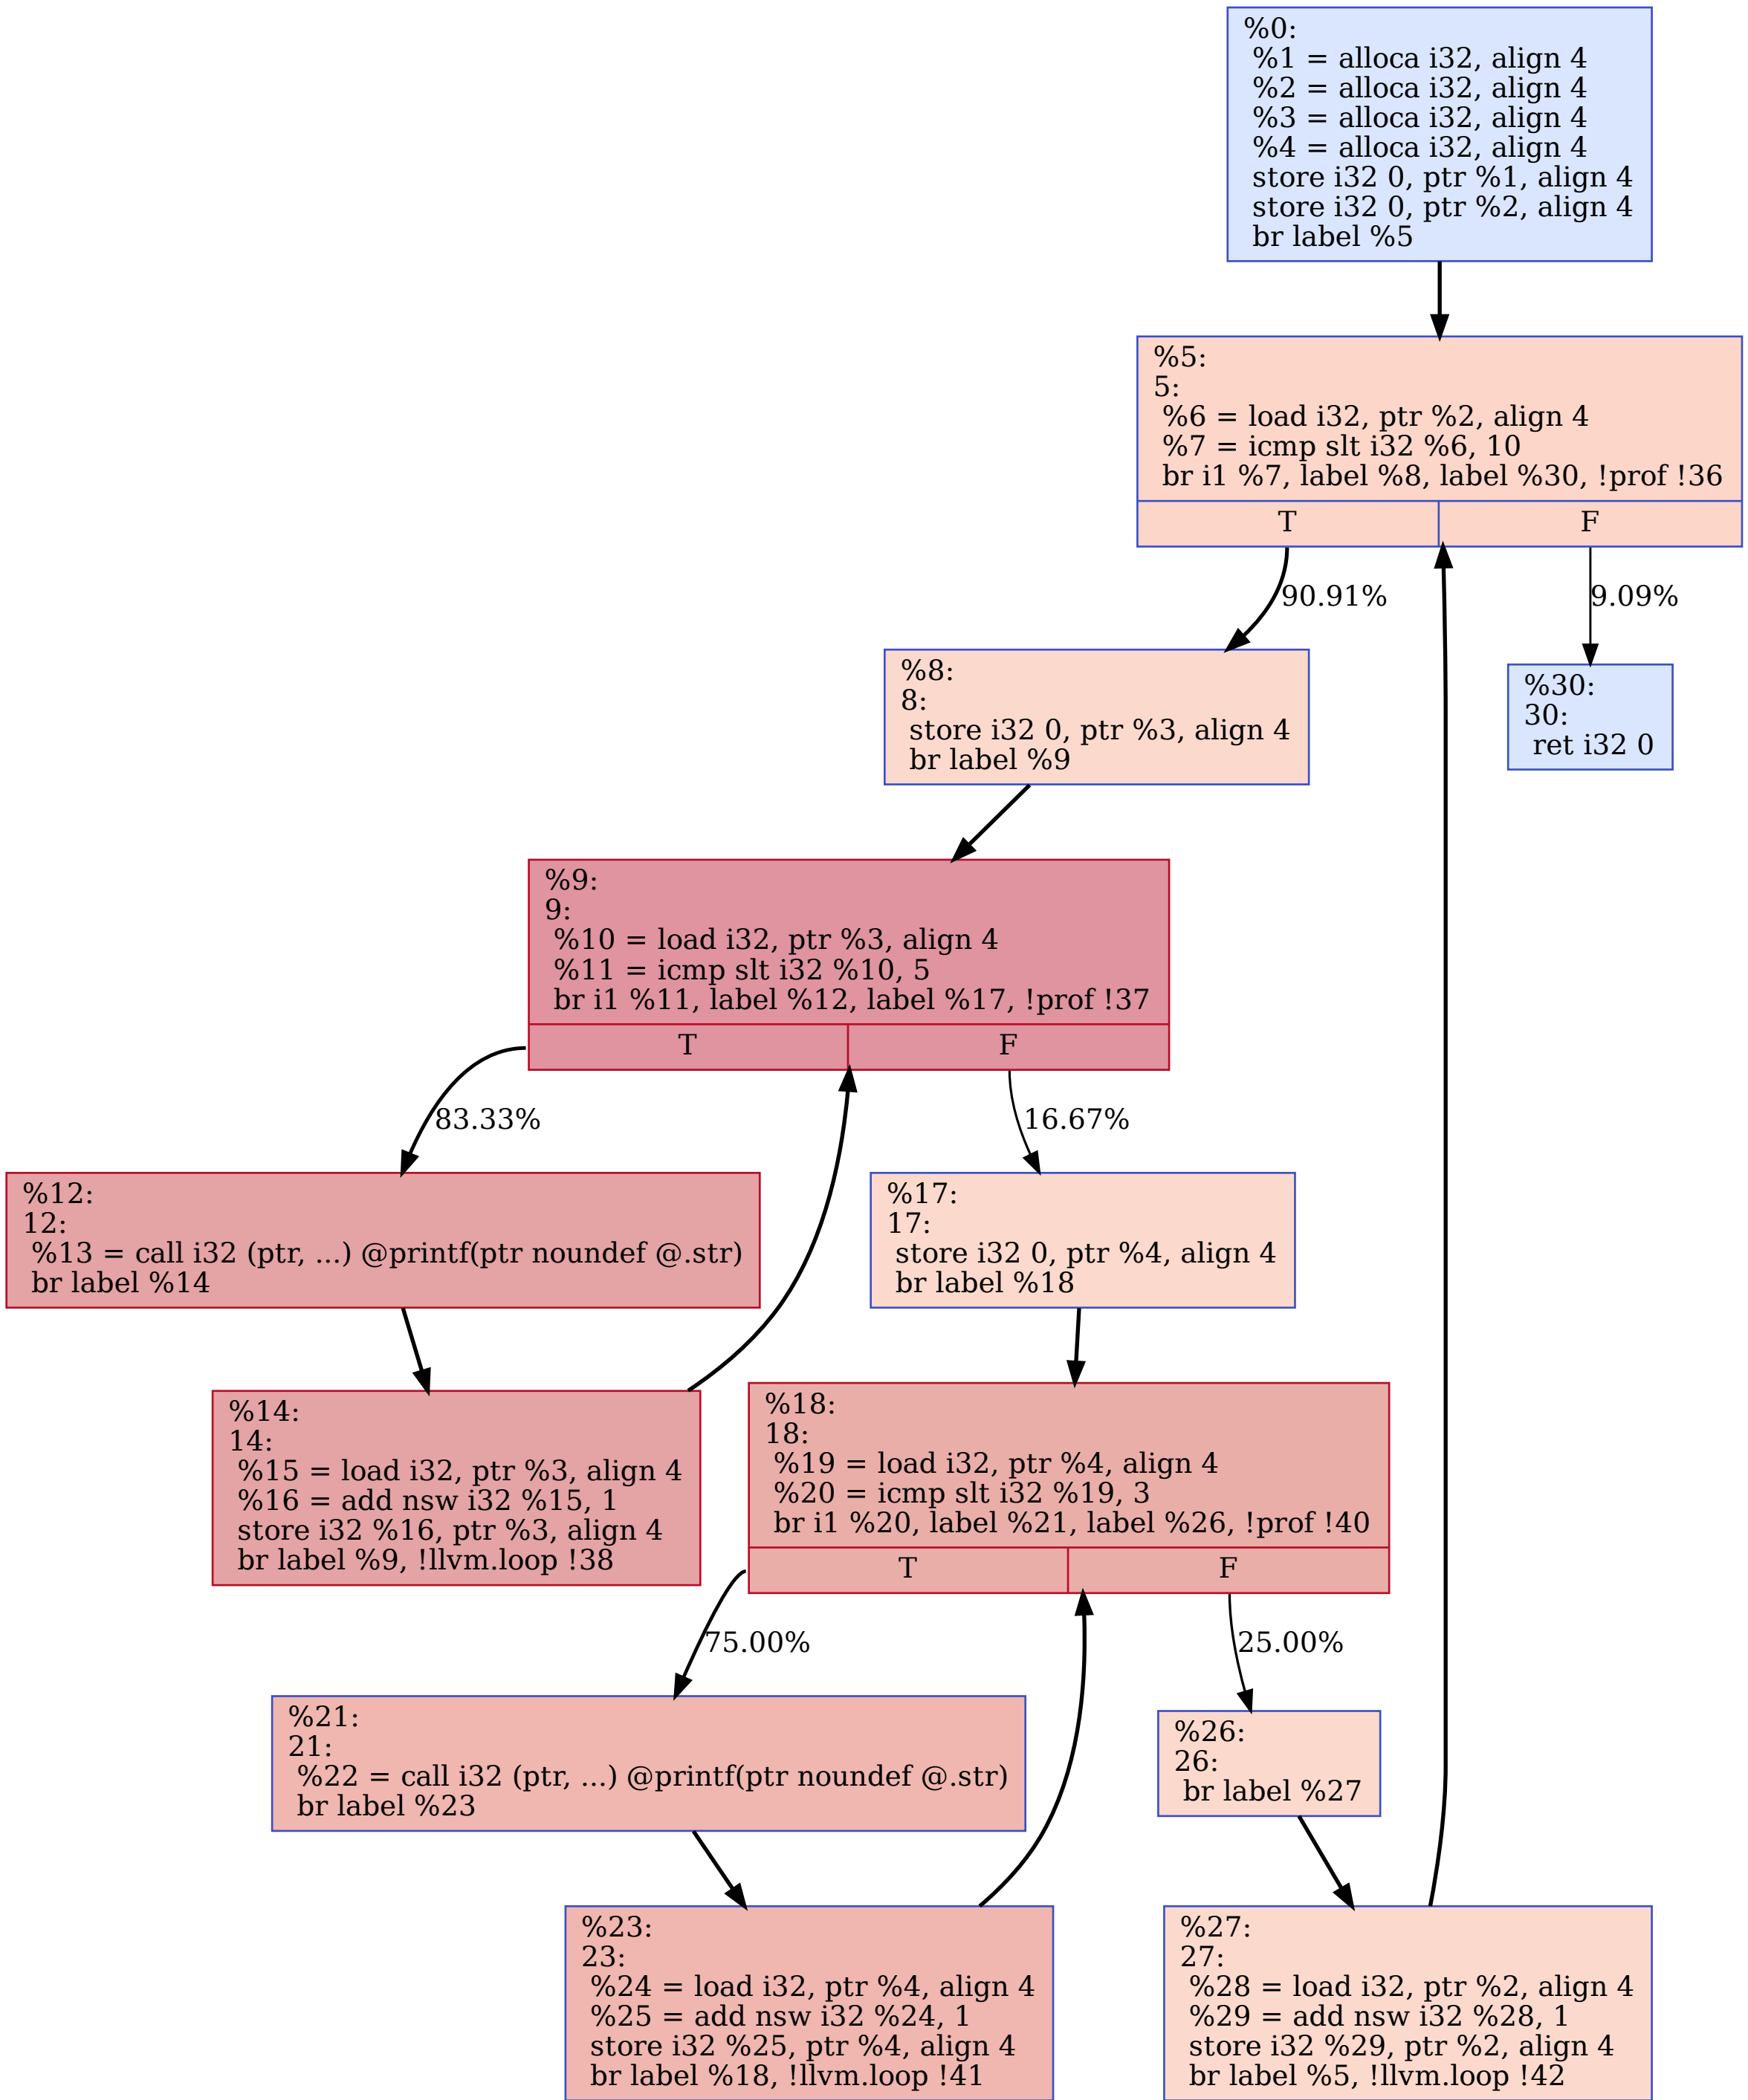 %0:
%1 = alloca i32, align 4
%2 = alloca i32, align 4
%3 = alloca i32, align 4
%4 = alloca i32, align 4
store i32 0, ptr %1, align 4
store i32 0, ptr %2, align 4
br label %5
%5:
5:
%6 = load i32, ptr %2, align 4
%7 = icmp slt i32 %6, 10
br i1 %7, label %8, label %30, !prof !36
T
F
90.91%
9.09%
%8:
8:
store i32 0, ptr %3, align 4
br label %9
%30:
30:
ret i32 0
%9:
9:
%10 = load i32, ptr %3, align 4
%11 = icmp slt i32 %10, 5
br i1 %11, label %12, label %17, !prof !37
T
F
83.33%
16.67%
%12:
12:
%13 = call i32 (ptr, ...) @printf(ptr noundef @.str)
br label %14
%17:
17:
store i32 0, ptr %4, align 4
br label %18
%14:
14:
%15 = load i32, ptr %3, align 4
%16 = add nsw i32 %15, 1
store i32 %16, ptr %3, align 4
br label %9, !llvm.loop !38
%18:
18:
%19 = load i32, ptr %4, align 4
%20 = icmp slt i32 %19, 3
br i1 %20, label %21, label %26, !prof !40
T
F
75.00%
25.00%
%21:
21:
%22 = call i32 (ptr, ...) @printf(ptr noundef @.str)
br label %23
%26:
26:
br label %27
%23:
23:
%24 = load i32, ptr %4, align 4
%25 = add nsw i32 %24, 1
store i32 %25, ptr %4, align 4
br label %18, !llvm.loop !41
%27:
27:
%28 = load i32, ptr %2, align 4
%29 = add nsw i32 %28, 1
store i32 %29, ptr %2, align 4
br label %5, !llvm.loop !42